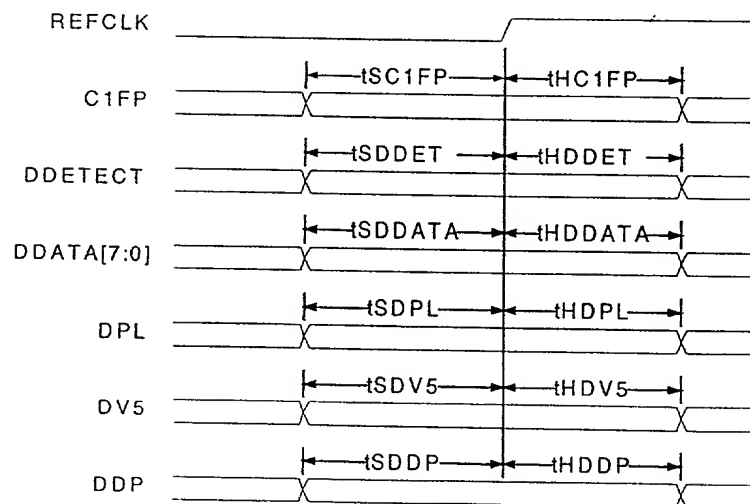 REFCLK
tSC1FP tHC1FP
C1FP
tSDDET tHDDET
DDETECT
tSDDATA tHDDATA
DDATA[7:0]
tSDPL tHDPL
DPL
tSDV5 tHDV5
DV5
tSDDP tHDDP
DDP